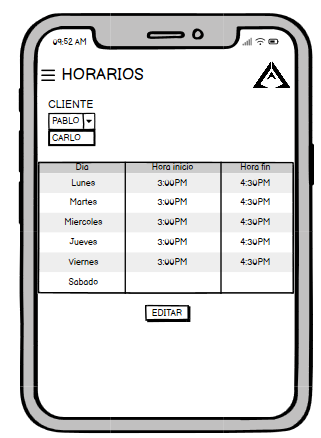 09:52 AM
HORARIOS
CLIENTE
PABLO
CARLO
Dia Hora inicio Hora fin
Lunes 3:00PM 4:30PM
Martes 3:00PM 4:30PM
Miercoles 3:00PM 4:30PM
Jueves 3:00PM 4:30PM
Viernes 3:00PM 4:30PM
Sabado
EDITAR